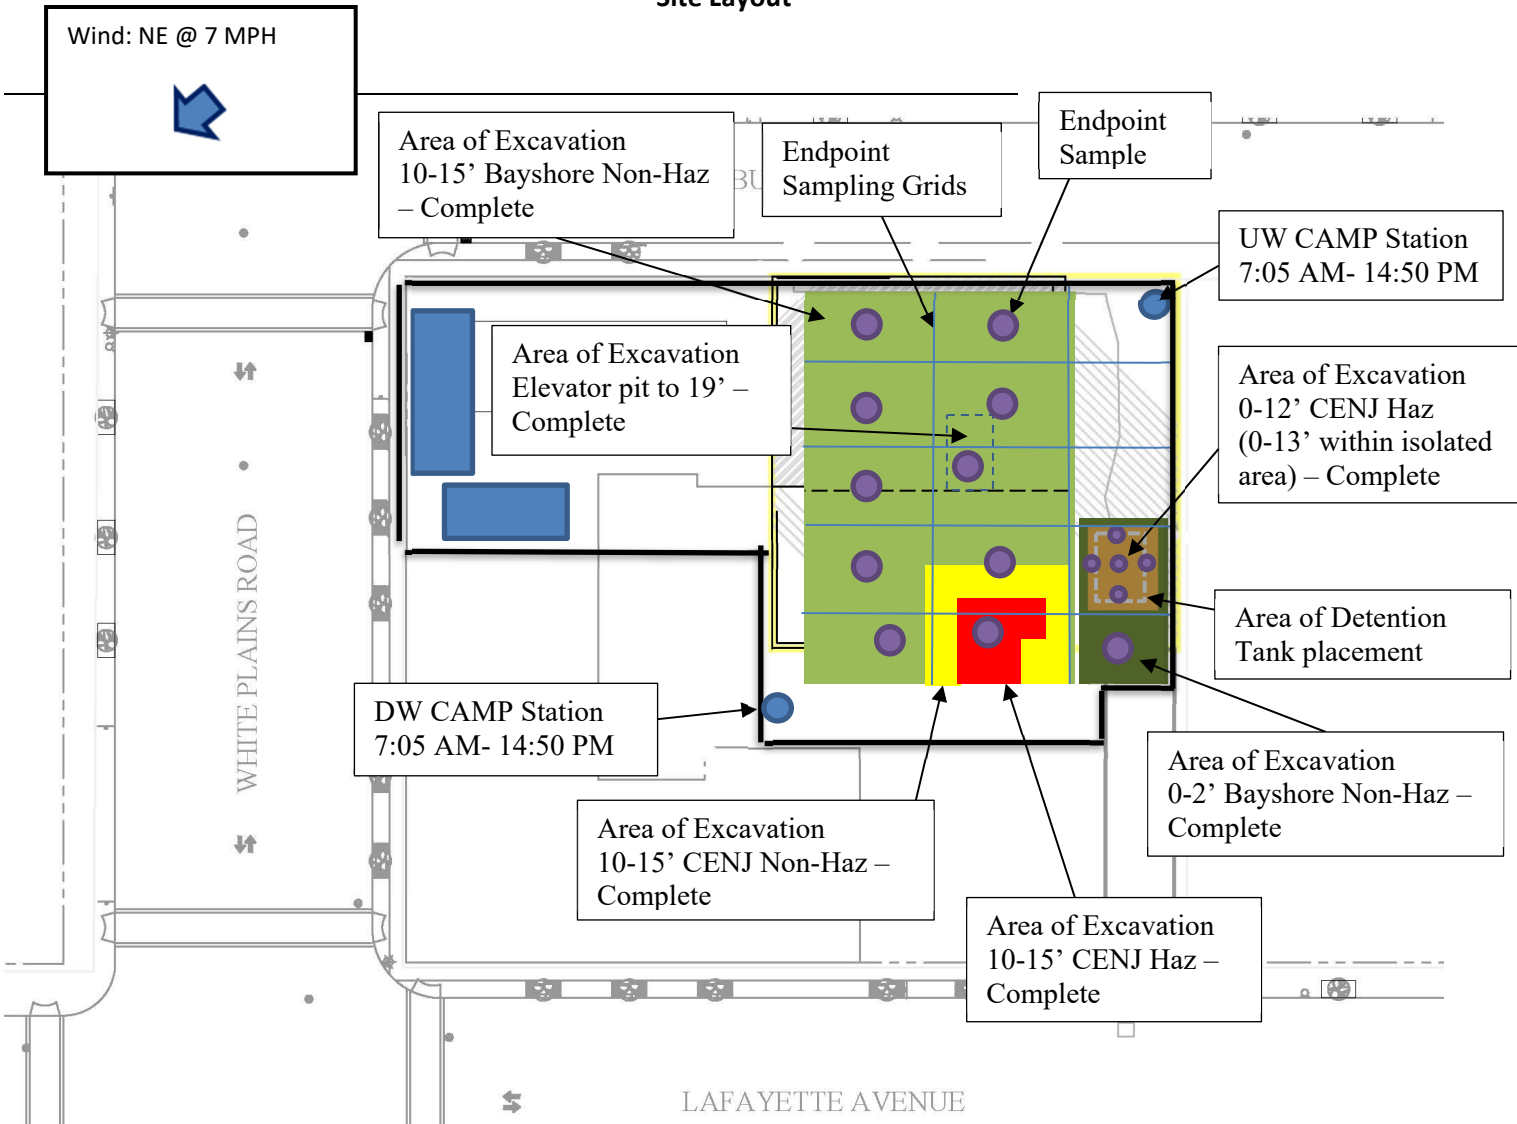 Site Layout
Wind: NE @ 7 MPH
Area of Excavation
10-15’ Bayshore Non-Haz
– Complete
Endpoint
Sampling Grids
Endpoint
Sample
UW CAMP Station
7:05 AM- 14:50 PM
Area of Excavation
Elevator pit to 19’ –
Complete
Area of Excavation
0-12’ CENJ Haz
(0-13’ within isolated
area) – Complete
Area of Detention
Tank placement
WHITE PLAINS ROAD
DW CAMP Station
7:05 AM- 14:50 PM
Area of Excavation
0-2’ Bayshore Non-Haz –
Complete
Area of Excavation
10-15’ CENJ Non-Haz –
Complete
Area of Excavation
10-15’ CENJ Haz –
Complete
LAFAYETTE AVENUE